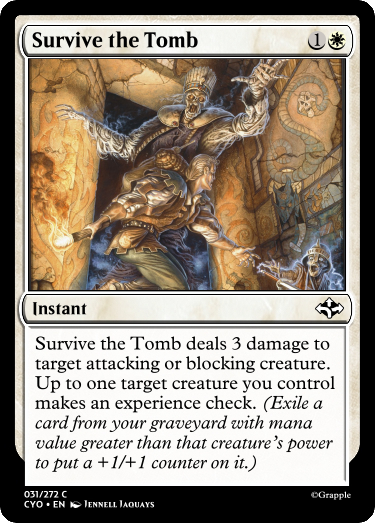 Survive the Tomb 1
Instant
Survive the Tomb deals 3 damage to
target attacking or blocking creature.
Up to one target creature you control
makes an experience check. (Exile a
card from your graveyard with mana
value greater than that creature's power
to put a +1/+1 counter on it.)
031/272 C
CYO • EN Jennell Jaquays
©Grapple